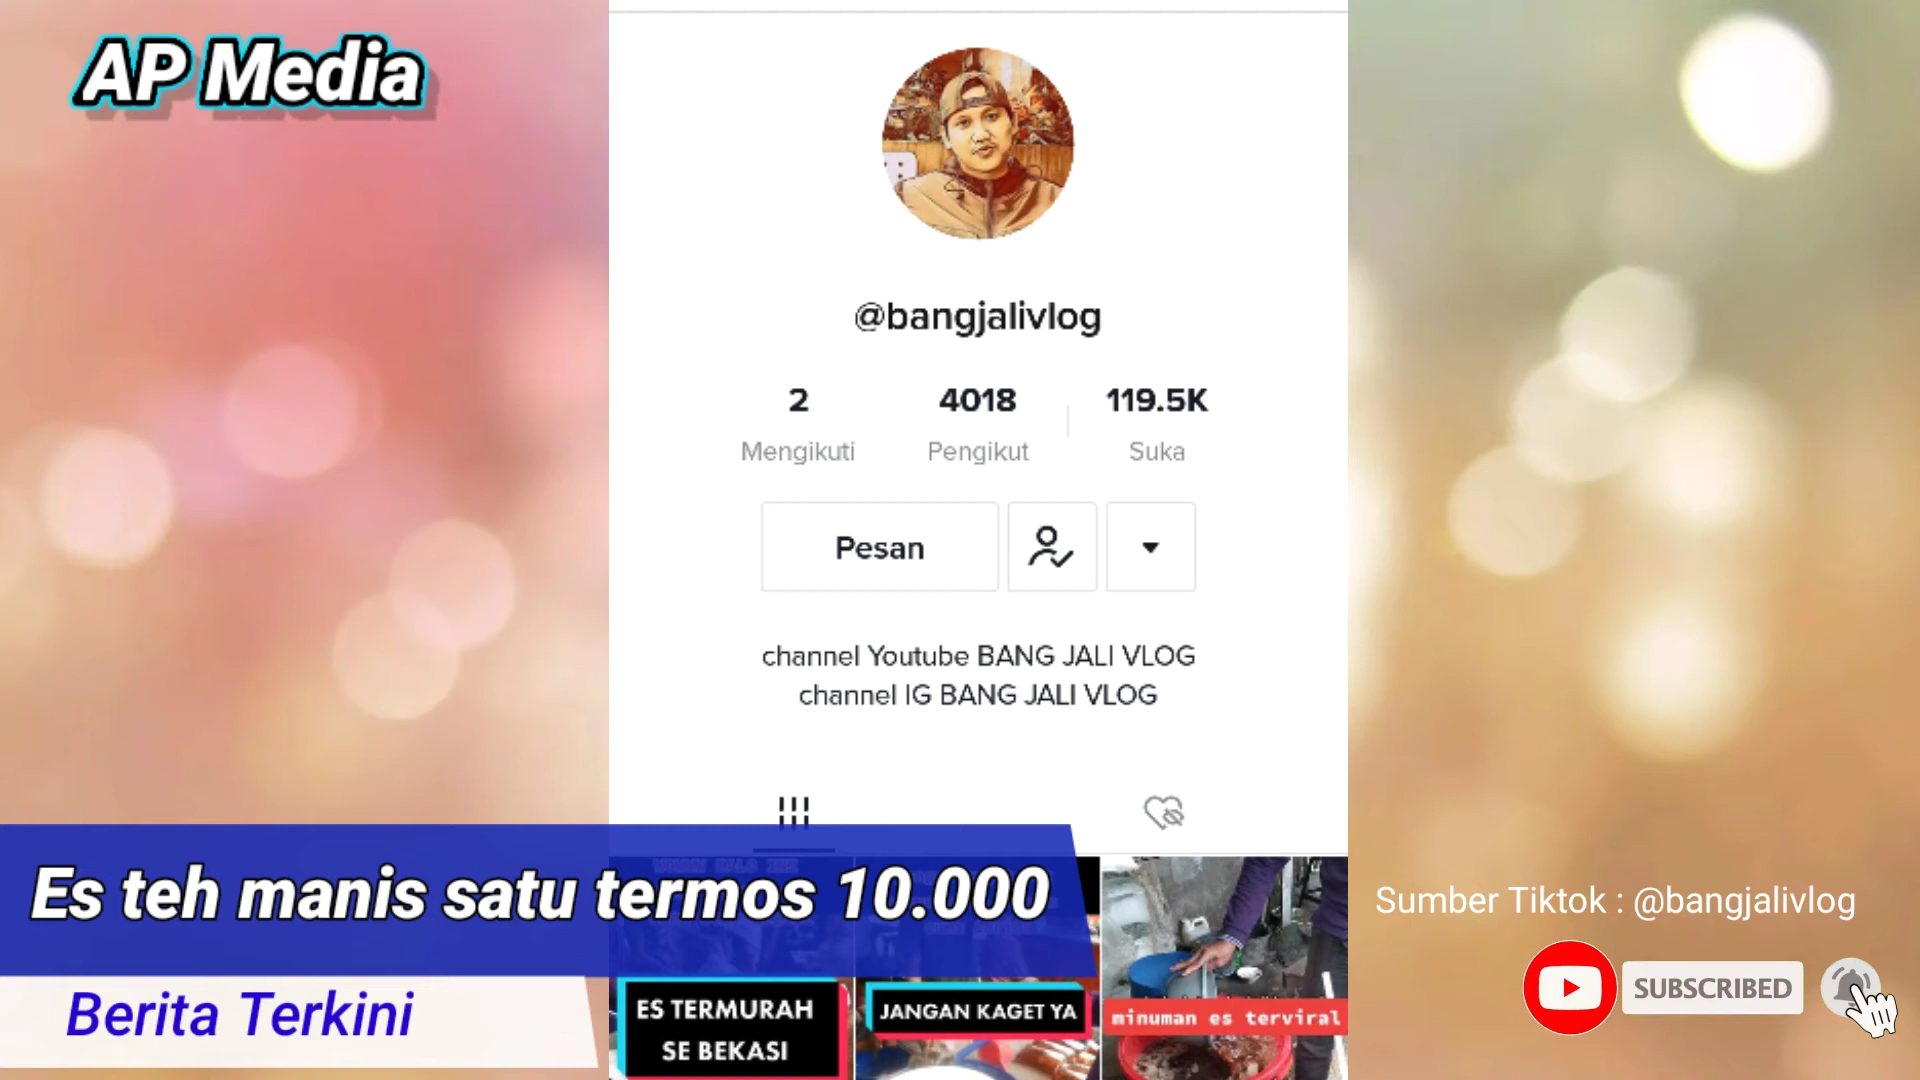 AP Media
@bangjalivlog
2 4018 119.5K
Mengikuti Pengikut Suka
Pesan
channel Youtube BANG JALI VLOG
channel IG BANG JALI VLOG
Es teh manis satu termos 10.000
Berita Terkini
ES TERMURAH
SE BEKASI
JANGAN KAGET YA
minuman es terviral
Sumber Tiktok : @bangjalivlog
SUBSCRIBED